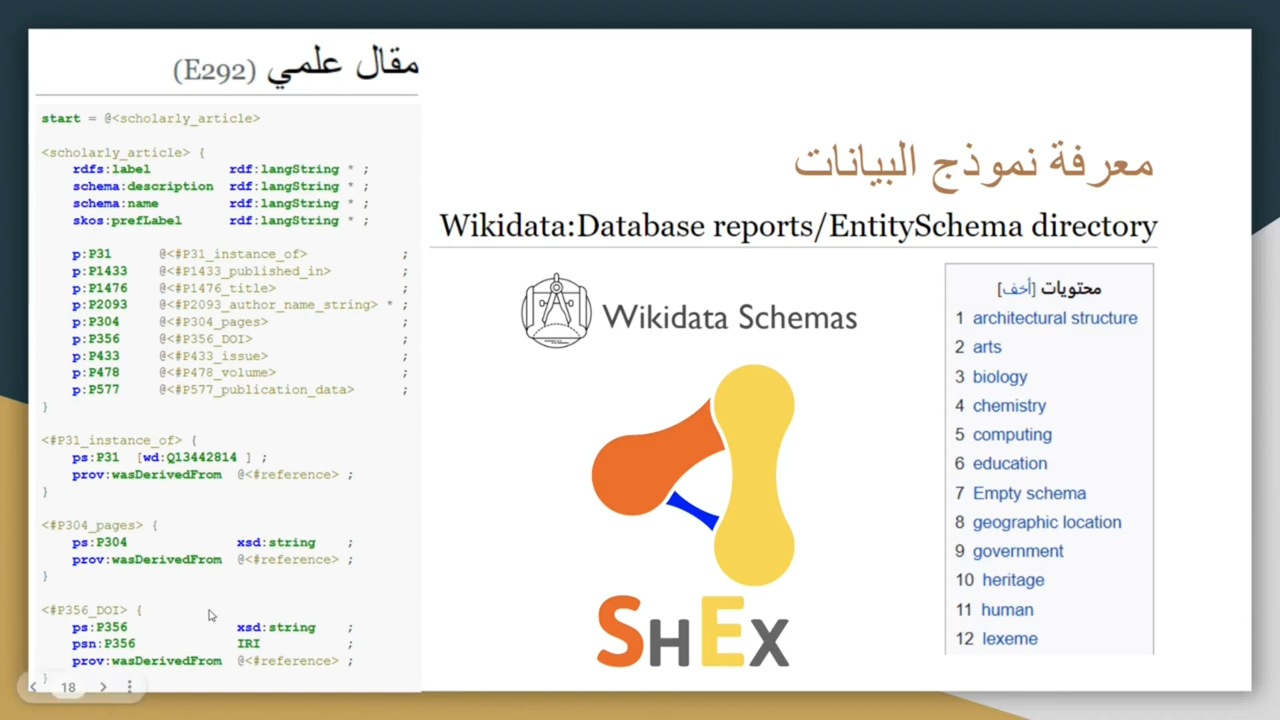 مقال علمي (E292)
start = @<scholarly_article>
<scholarly_article> {
rdfs:label rdf:langString * ;
schema:description rdf:langString * ;
schema:name rdf:langString * ;
skos:prefLabel rdf:langString * ;
p:P31 @<#P31_instance_of> ;
p:P1433 @<#P1433_published_in> ;
p:P1476 @<#P1476_title> ;
p:P2093 @<#P2093_author_name_string> * ;
p:P304 @<#P304_pages> ;
p:P356 @<#P356_DOI> ;
p:P433 @<#P433_issue> ;
p:P478 @<#P478_volume> ;
p:P577 @<#P577_publication_data> ;
}
<#P31_instance_of> {
ps:P31 [wd:Q13442814 ] ;
prov:wasDerivedFrom @<#reference> ;
}
<#P304_pages> {
ps:P304 xsd:string ;
prov:wasDerivedFrom @<#reference> ;
}
<#P356_DOI> {
ps:P356 xsd:string ;
psn:P356 IRI ;
prov:wasDerivedFrom @<#reference> ;
}
18
معرفة نموذج البيانات
Wikidata:Database reports/EntitySchema directory
Wikidata Schemas
SHEX
محتويات [أخف]
1 architectural structure
2 arts
3 biology
4 chemistry
5 computing
6 education
7 Empty schema
8 geographic location
9 government
10 heritage
11 human
12 lexeme